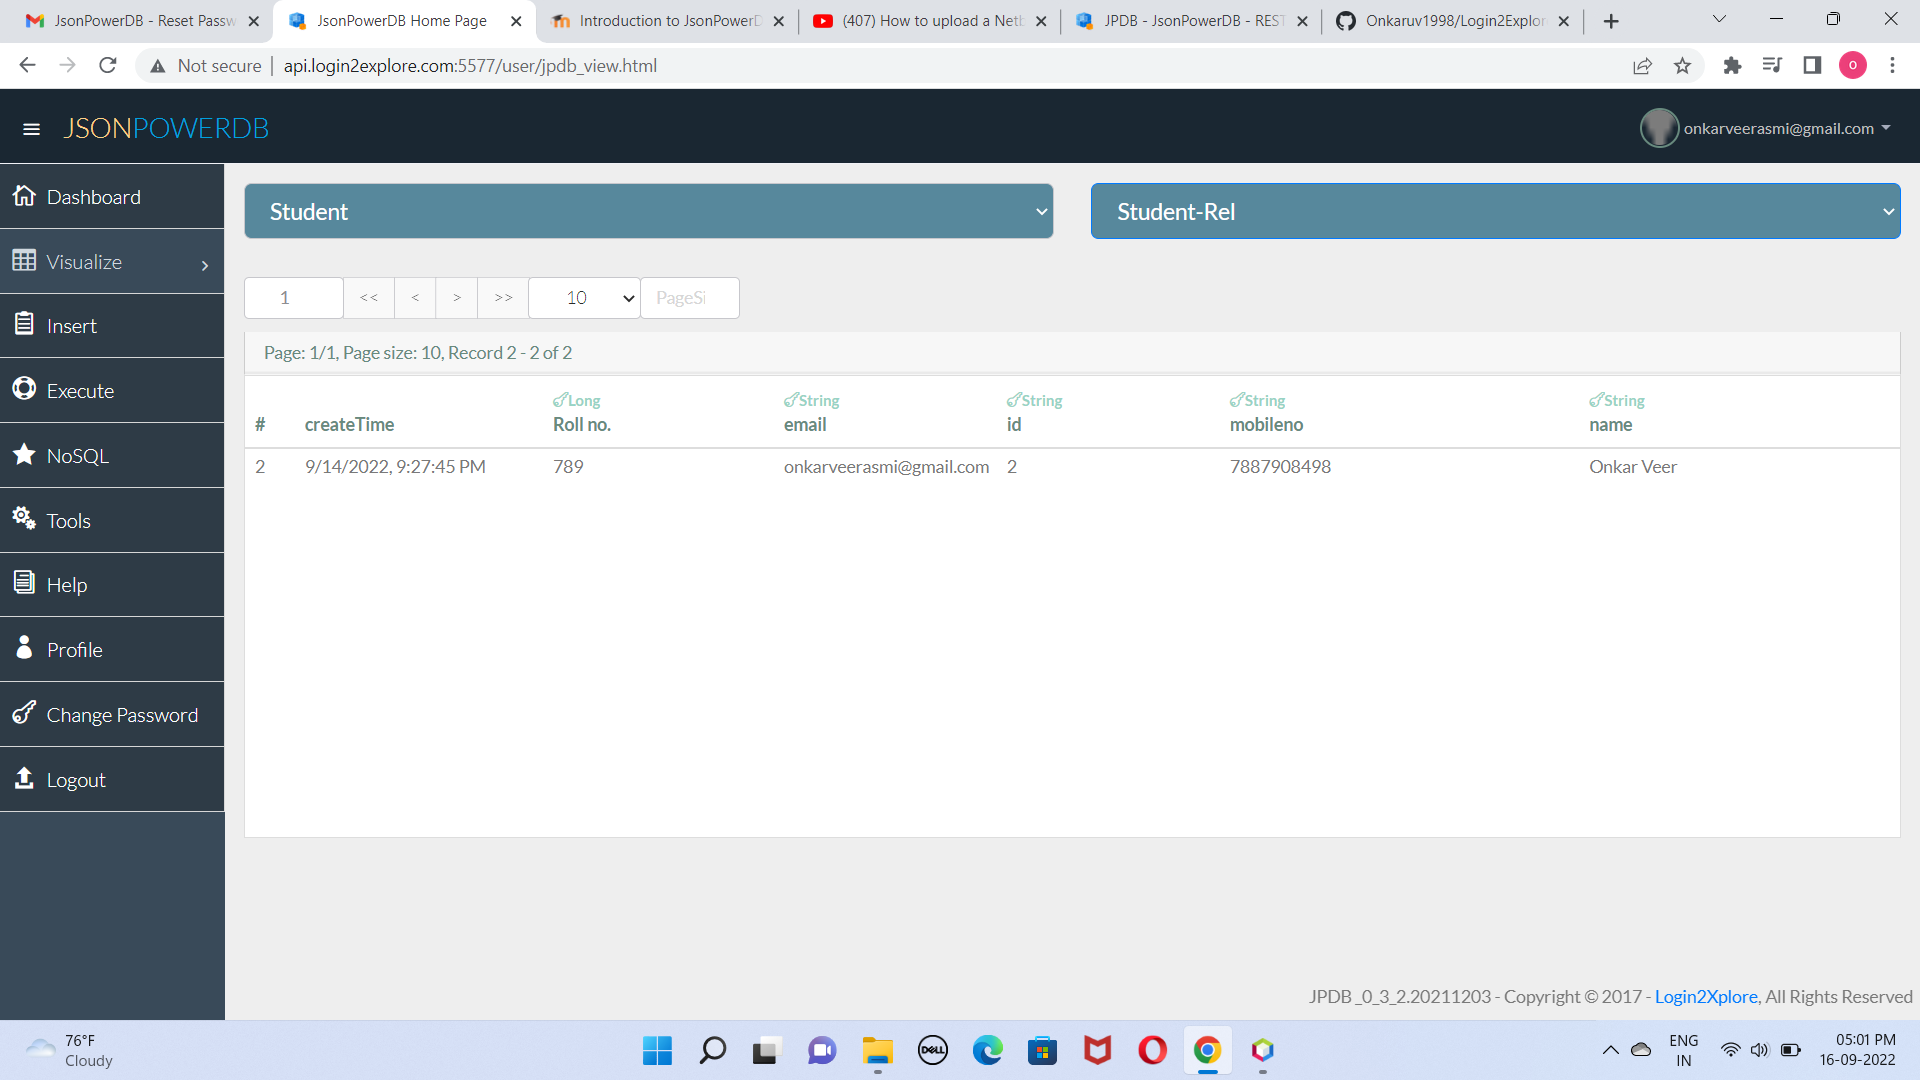 JsonPowerDB - Reset Passw
JsonPowerDB Home Page
Introduction to JsonPowerD
(407) How to upload a Netb
JPDB - JsonPowerDB - REST
Onkaruv1998/Login2Explor
Not secure
api.login2explore.com:5577/user/jpdb_view.html
O
JSONPOWERDB
onkarveerasmi@gmail.com
Dashboard
Visualize
Insert
Execute
NoSQL
Tools
Help
Profile
Change Password
Logout
Student
Student-Rel
1 << < > >> 10 PageSi
Page: 1/1, Page size: 10, Record 2 - 2 of 2
Long String String String String
# createTime Roll no. email id mobileno name
2 9/14/2022, 9:27:45 PM 789 onkarveerasmi@gmail.com 2 7887908498 Onkar Veer
JPDB_0_3_2.20211203 - Copyright © 2017 - Login2Xplore, All Rights Reserved
76°F
Cloudy
DELL
ENG
IN
05:01 PM
16-09-2022